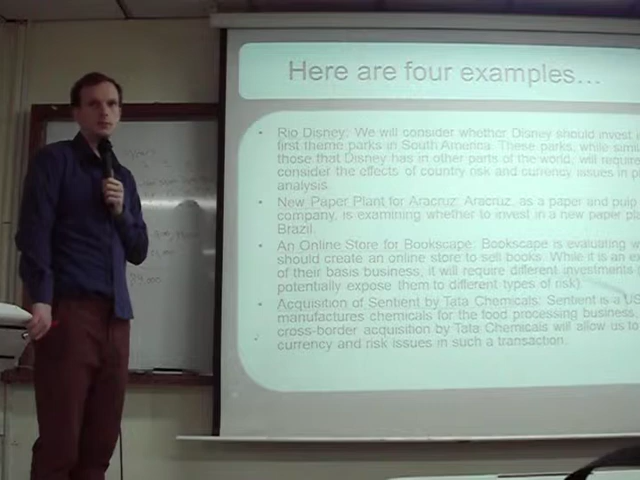 Here are four examples…
• Rio Disney: We will consider whether Disney should invest i
first theme parks in South America. These parks, while simil
those that Disney has in other parts of the world, will require
consider the effects of country risk and currency issues in p
analysis.
• New Paper Plant for Aracruz: Aracruz, as a paper and pulp
company, is examining whether to invest in a new paper pla
Brazil.
• An Online Store for Bookscape: Bookscape is evaluating w
should create an online store to sell books. While it is an ex
of their basis business, it will require different investments
potentially expose them to different types of risk).
• Acquisition of Sentient by Tata Chemicals: Sentient is a US
manufactures chemicals for the food processing business.
cross-border acquisition by Tata Chemicals will allow us to
currency and risk issues in such a transaction.